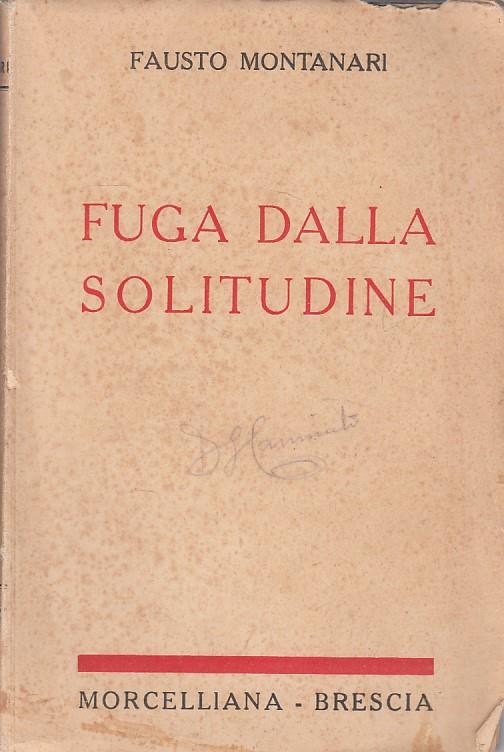 FAUSTO MONTANARI
FUGA DALLA
SOLITUDINE
MORCELLIANA - BRESCIA